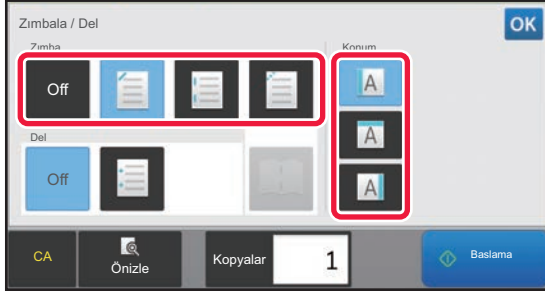 Zımbala / Del
OK
Zımba
Konum
Off
A
A
A
Del
Off
CA
Önizle
Kopyalar
1
Baslama